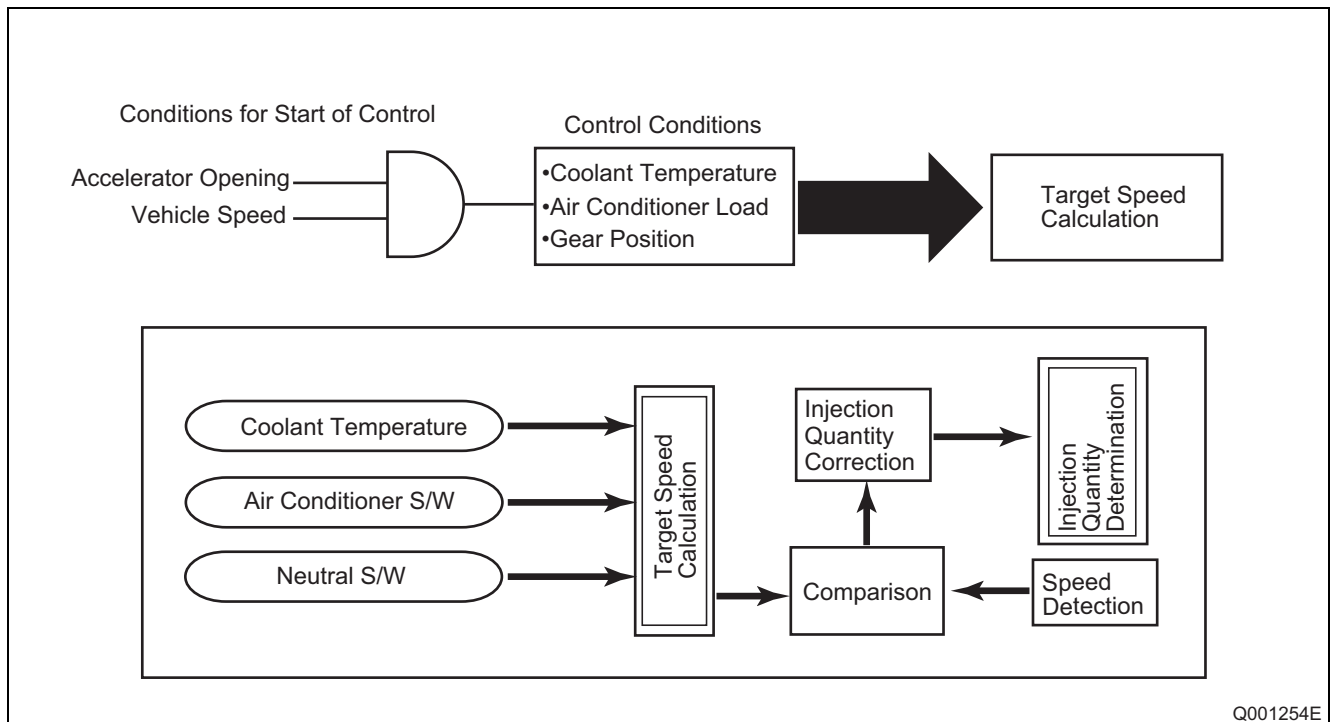 Conditions for Start of Control
Accelerator Opening
Vehicle Speed
Control Conditions
•Coolant Temperature
•Air Conditioner Load
•Gear Position
Target Speed
Calculation
Coolant Temperature
Air Conditioner S/W
Neutral S/W
Target Speed
Calculation
Injection
Quantity
Correction
Comparison
Injection
Quantity
Determination
Speed
Detection
Q001254E